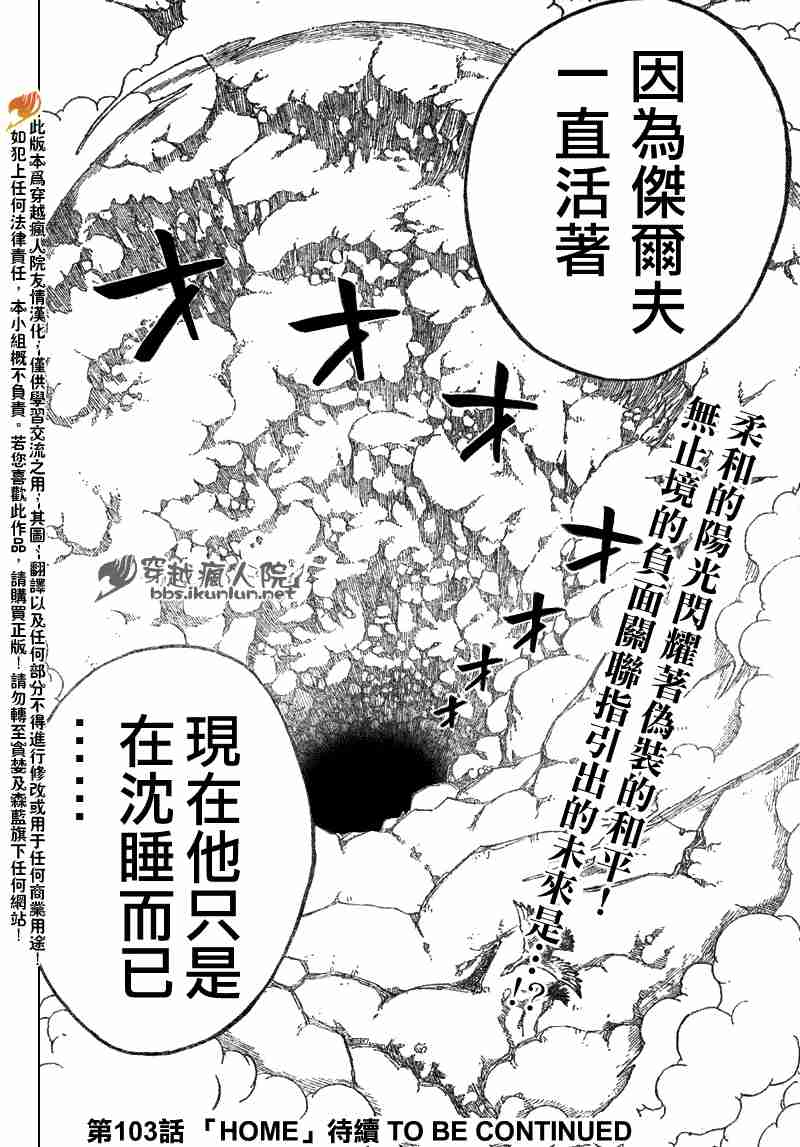 因為傑爾夫
一直活著
オオオオオオオ
柔和的陽光閃耀著偽裝的和平！
無止境的負面關聯指引出的未來是…!?
現在他只是
在沈睡而已
……
穿越瘋人院
bbs.ikunlun.net
此版本爲穿越瘋人院友情漢化，僅供學習交流之用，其圖、翻譯以及任何部分不得進行修改或用于任何商業用途！
如犯上任何法律責任，本小組概不負責。若您喜歡此作品，請購買正版！請勿轉至貪婪及森藍旗下任何網站！
第103話 「HOME」待續 TO BE CONTINUED